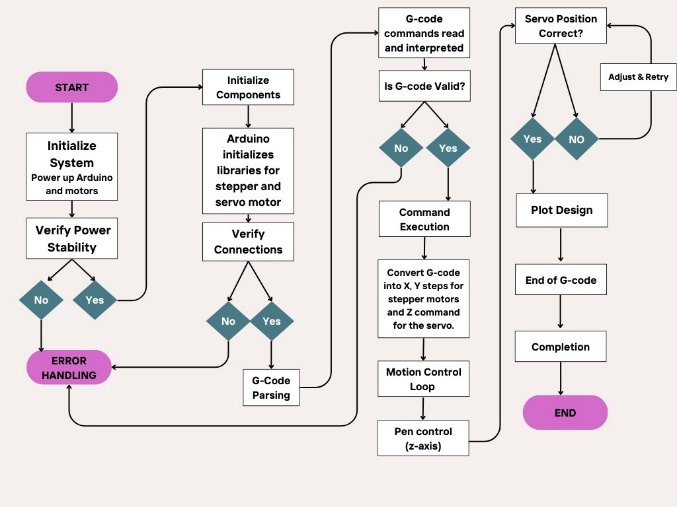 START
Initialize
System
Power up Arduino
and motors
Verify Power
Stability
No
Yes
ERROR
HANDLING
Initialize
Components
Arduino
initializes
libraries for
stepper and
servo motor
Verify
Connections
No
Yes
G-Code
Parsing
G-code
commands read
and interpreted
Is G-code Valid?
No
Yes
Command
Execution
Convert G-code
into X, Y steps for
stepper motors
and Z command
for the servo.
Motion Control
Loop
Pen control
(z-axis)
Servo Position
Correct?
Adjust & Retry
Yes
NO
Plot Design
End of G-code
Completion
END